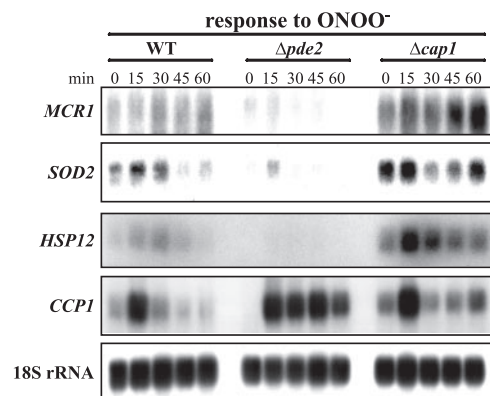 response to ONOO⁻
WT Δpde2 Δcap1
min 0 15 30 45 60 0 15 30 45 60 0 15 30 45 60
MCR1
SOD2
HSP12
CCP1
18S rRNA